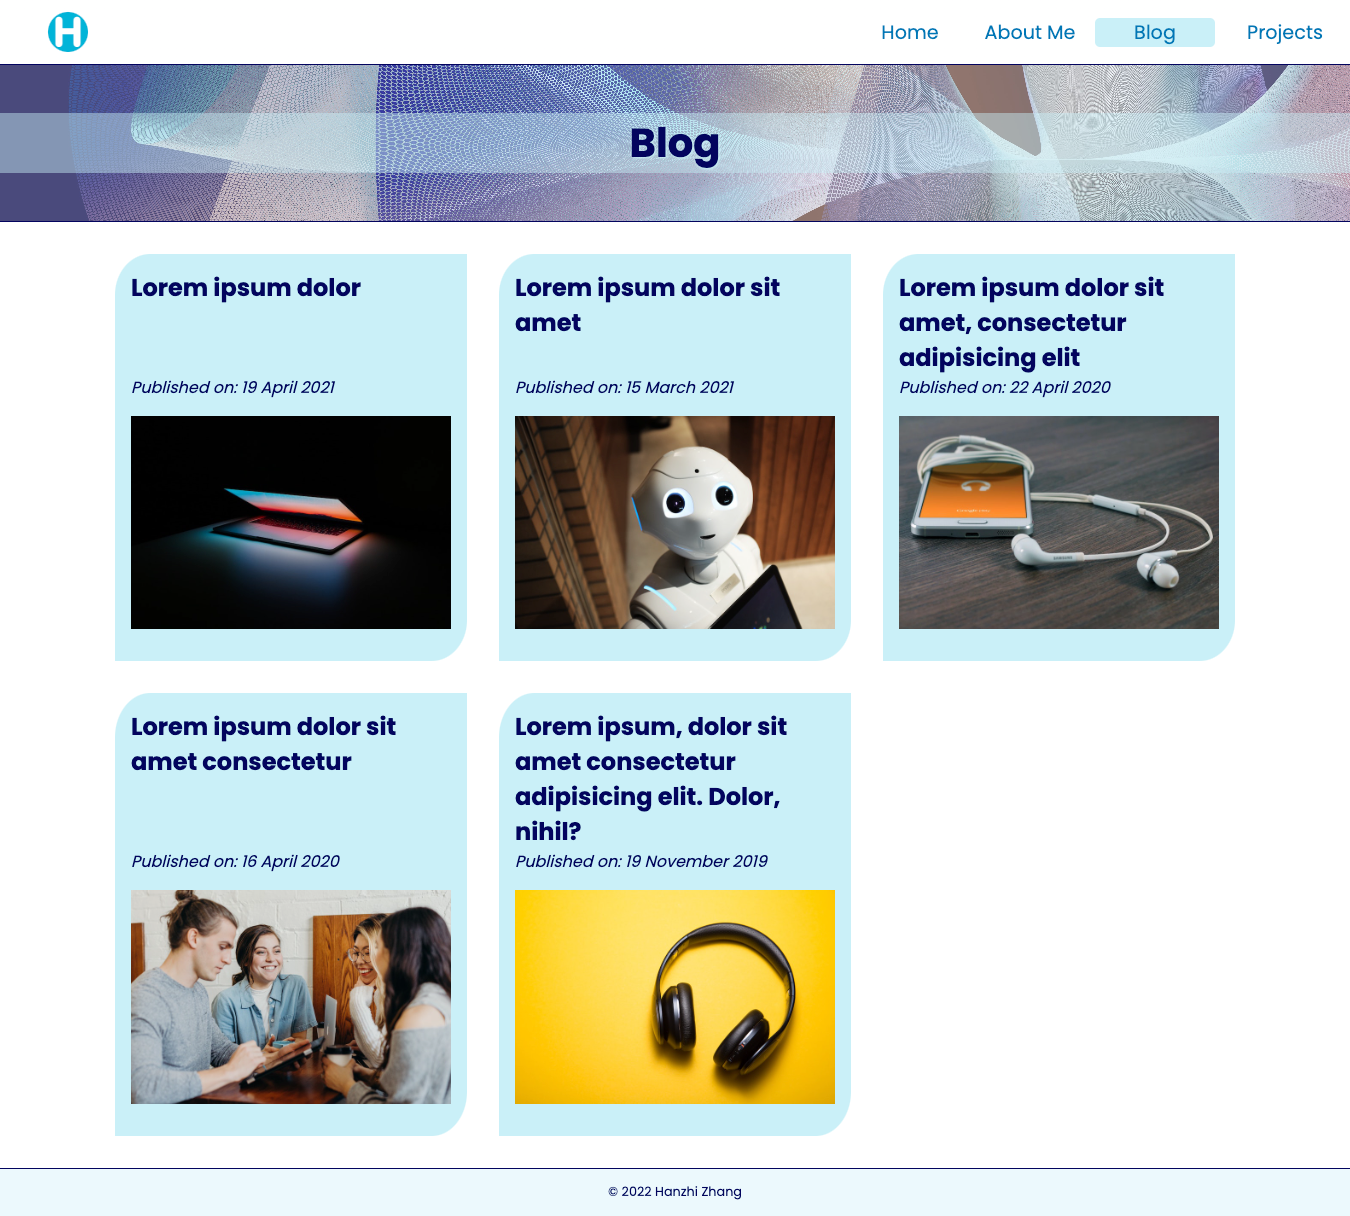 H
Home About Me Blog Projects
Blog
Lorem ipsum dolor
Published on: 19 April 2021
Lorem ipsum dolor sit
amet
Published on: 15 March 2021
Lorem ipsum dolor sit
amet, consectetur
adipisicing elit
Published on: 22 April 2020
SAMSUNG
Lorem ipsum dolor sit
amet consectetur
Published on: 16 April 2020
Lorem ipsum, dolor sit
amet consectetur
adipisicing elit. Dolor,
nihil?
Published on: 19 November 2019
© 2022 Hanzhi Zhang